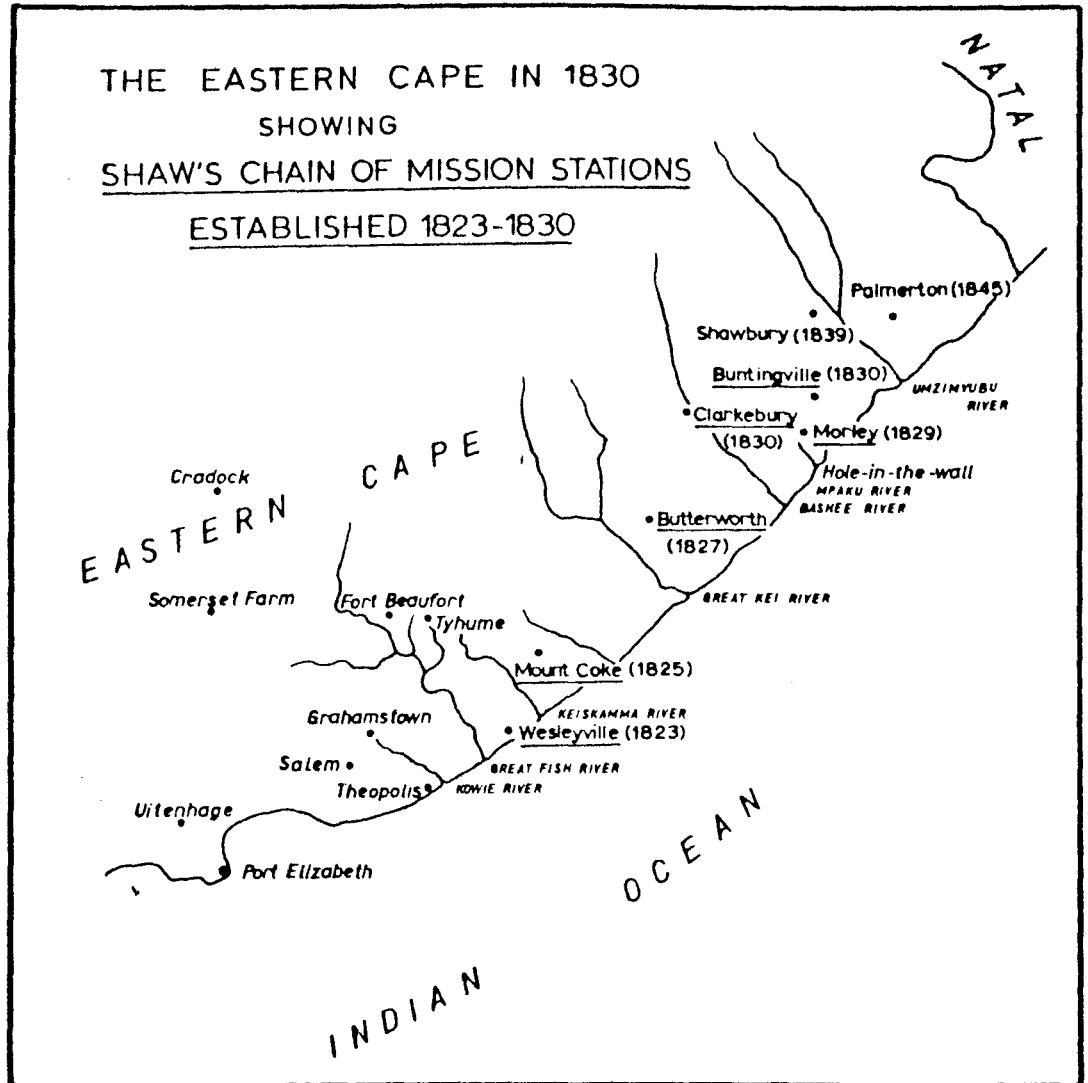 THE EASTERN CAPE IN 1830
SHOWING
SHAW'S CHAIN OF MISSION STATIONS
ESTABLISHED 1823-1830
NATAL
Palmerton (1845)
Shawbury (1839)
Buntingville (1830)
UMZIMVUBU
RIVER
Clarkebury
(1830)
Morley (1829)
Hole-in-the-wall
MPAKU RIVER
BASHEE RIVER
EASTERN CAPE
Cradock
Butterworth
(1827)
Somerset Farm
Fort Beaufort
Tyhume
GREAT KEI RIVER
Mount Coke (1825)
KEISKAMMA RIVER
Grahamstown
Wesleyville (1823)
Salem
GREAT FISH RIVER
Theopolis
KOWIE RIVER
Uitenhage
Port Elizabeth
INDIAN OCEAN